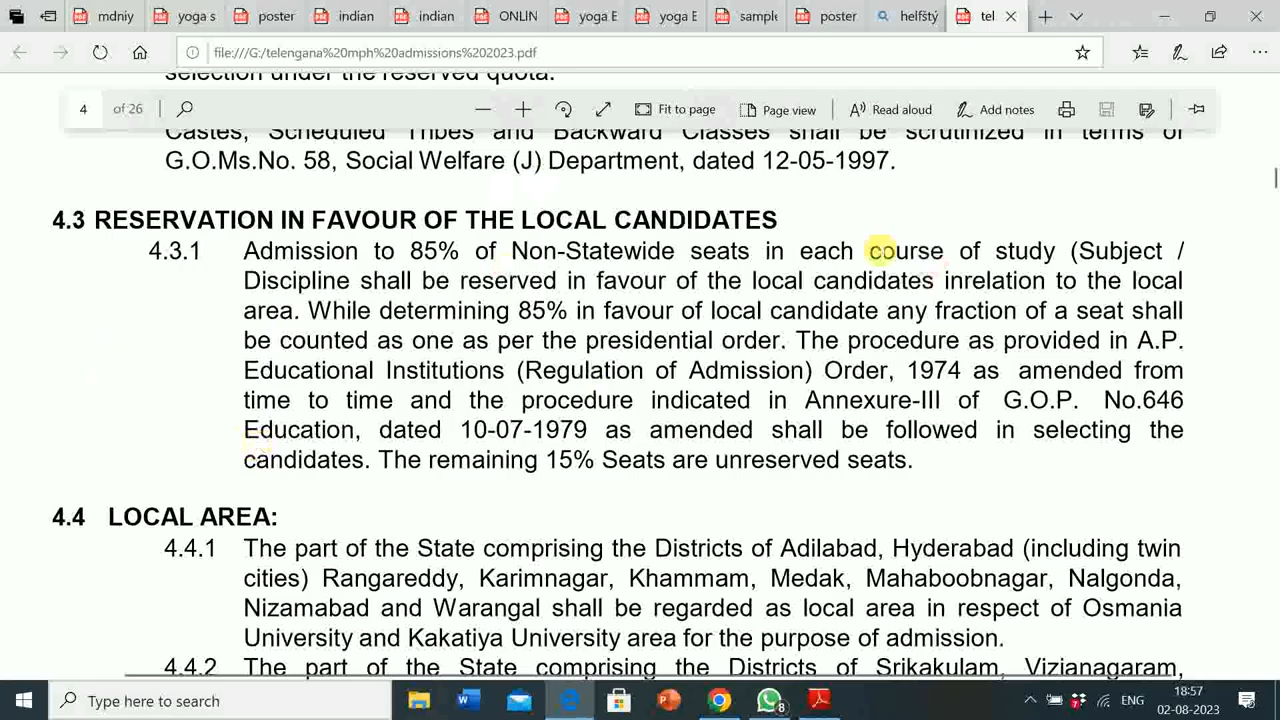 mdniy
yoga s
poster
indian
indian
ONLIN
yoga E
yoga E
sampl
poster
helfštý
tel
file:///G:/telengana%20mph%20admissions%202023.pdf
selection under the reserved quota.
4 of 26
Fit to page
Page view
Read aloud
Add notes
Castes, Scheduled Tribes and Backward Classes shall be scrutinized in terms of
G.O.Ms.No. 58, Social Welfare (J) Department, dated 12-05-1997.
4.3 RESERVATION IN FAVOUR OF THE LOCAL CANDIDATES
4.3.1 Admission to 85% of Non-Statewide seats in each course of study (Subject /
Discipline shall be reserved in favour of the local candidates inrelation to the local
area. While determining 85% in favour of local candidate any fraction of a seat shall
be counted as one as per the presidential order. The procedure as provided in A.P.
Educational Institutions (Regulation of Admission) Order, 1974 as amended from
time to time and the procedure indicated in Annexure-III of G.O.P. No.646
Education, dated 10-07-1979 as amended shall be followed in selecting the
candidates. The remaining 15% Seats are unreserved seats.
4.4 LOCAL AREA:
4.4.1 The part of the State comprising the Districts of Adilabad, Hyderabad (including twin
cities) Rangareddy, Karimnagar, Khammam, Medak, Mahaboobnagar, Nalgonda,
Nizamabad and Warangal shall be regarded as local area in respect of Osmania
University and Kakatiya University area for the purpose of admission.
4.4.2 The part of the State comprising the Districts of Srikakulam, Vizianagaram,
Type here to search
8
ENG
18:57
02-08-2023